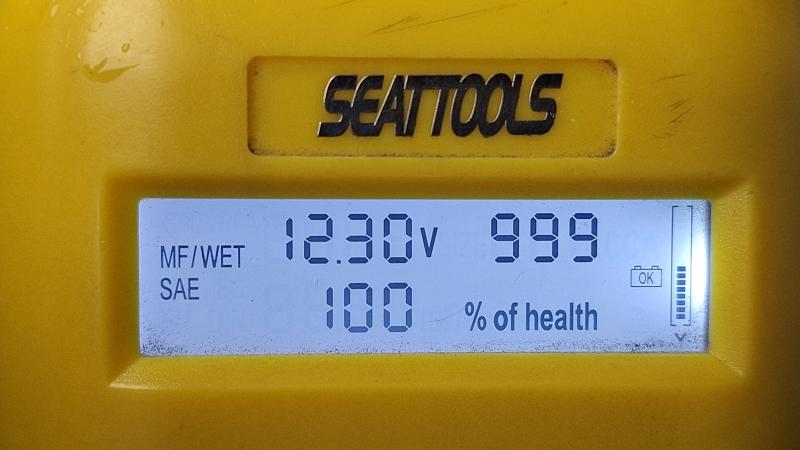 SEATTOOLS
MF/WET 12.30V 999
SAE 100 % of health
OK
V